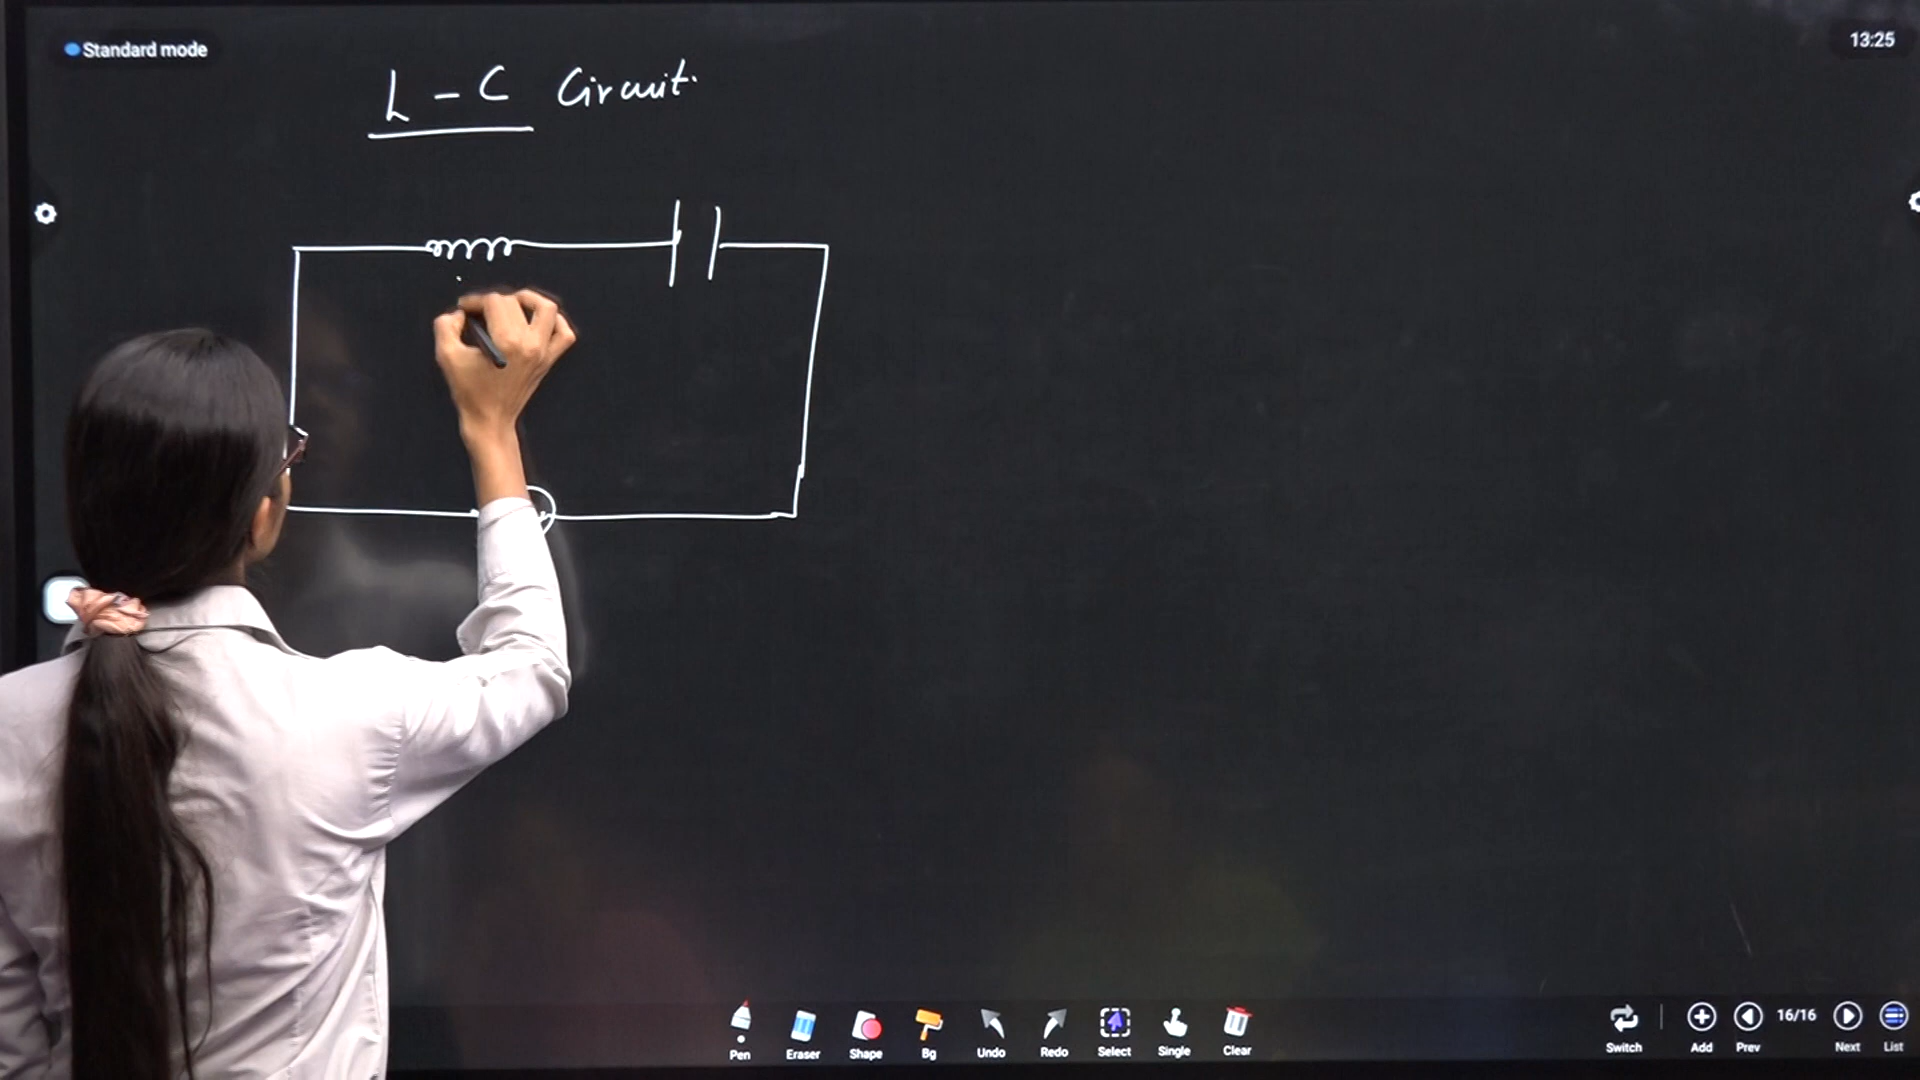 Standard mode
13:25
L - C Circuit.
Pen
Eraser
Shape
Bg
Undo
Redo
Select
Single
Clear
Switch
Add
Prev
16/16
Next
List